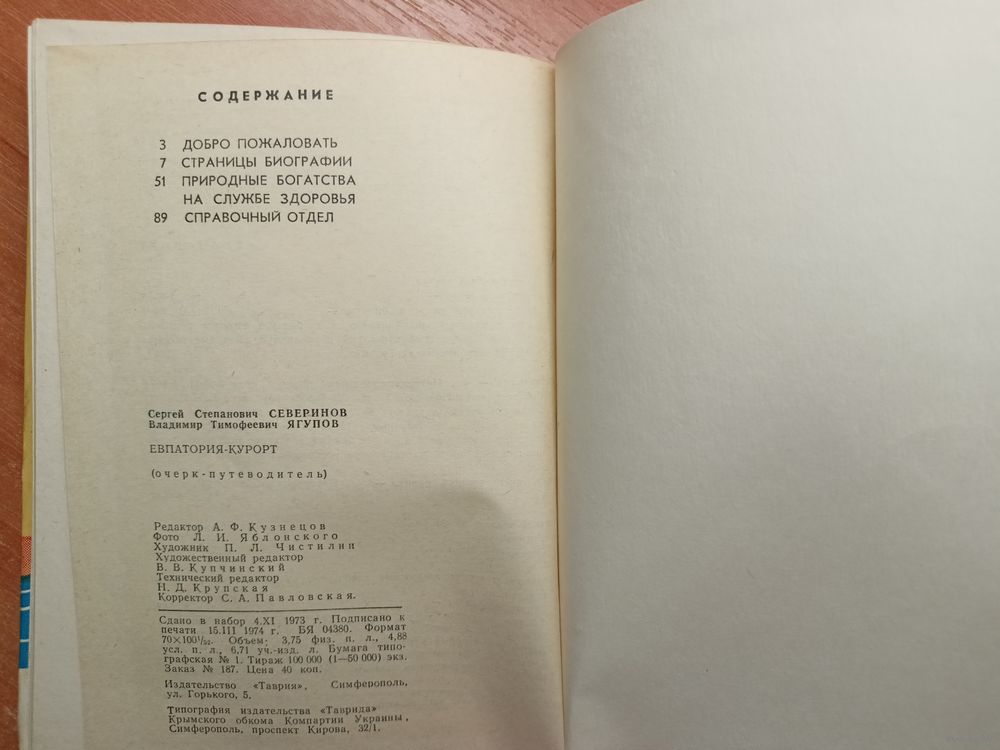 СОДЕРЖАНИЕ
3 ДОБРО ПОЖАЛОВАТЬ
7 СТРАНИЦЫ БИОГРАФИИ
51 ПРИРОДНЫЕ БОГАТСТВА
НА СЛУЖБЕ ЗДОРОВЬЯ
89 СПРАВОЧНЫЙ ОТДЕЛ
Сергей Степанович СЕВЕРИНОВ
Владимир Тимофеевич ЯГУПОВ
ЕВПАТОРИЯ-КУРОРТ
(очерк-путеводитель)
Редактор А. Ф. Кузнецов
Фото Л. И. Яблонского
Художник П. Л. Чистилин
Художественный редактор
В. В. Купчинский
Технический редактор
Н. Д. Крупская
Корректор С. А. Павловская.
Сдано в набор 4.XI 1973 г. Подписано к
печати 15.III 1974 г. БЯ 04380. Формат
70×100¹/₃₂. Объем: 3,75 физ. п. л., 4,88
усл. п. л., 6,71 уч.-изд. л. Бумага типо-
графская № 1. Тираж 100 000 (1—50 000) экз.
Заказ № 187. Цена 40 коп.
Издательство «Таврия», Симферополь,
ул. Горького, 5.
Типография издательства «Таврида»
Крымского обкома Компартии Украины,
Симферополь, проспект Кирова, 32/1.